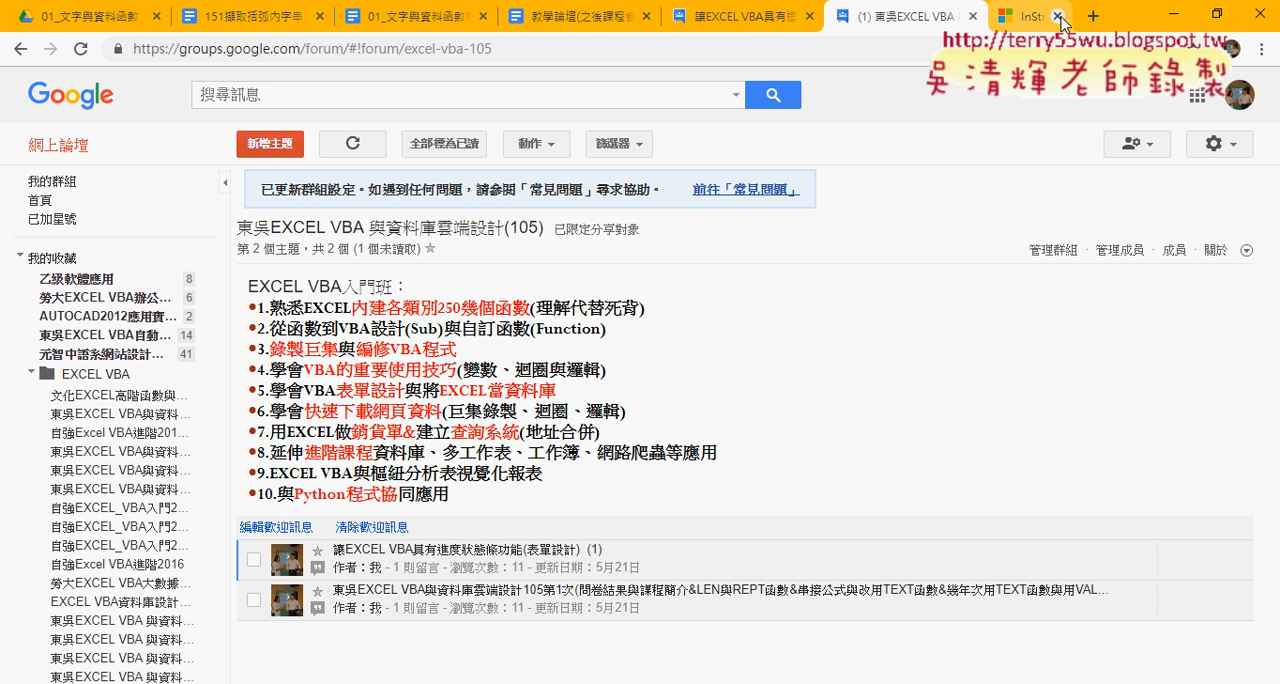 01_文字與資料函數
151擷取括弧內字串.
01_文字與資料函數
教學論壇(之後課程會
讓EXCEL VBA具有進
(1) 東吳EXCEL VBA
InStr
https://groups.google.com/forum/#!forum/excel-vba-105
http://terry55wu.blogspot.tw
吳清輝老師錄製
Google
搜尋訊息
網上論壇
新增主題
全部標為已讀
動作
篩選器
我的群組
首頁
已加星號
已更新群組設定。如遇到任何問題，請參閱「常見問題」尋求協助。
前往「常見問題」
東吳EXCEL VBA 與資料庫雲端設計(105) 已限定分享對象
第 2 個主題，共 2 個 (1 個未讀取)
管理群組 · 管理成員 · 成員 · 關於
我的收藏
乙級軟體應用 8
勞大EXCEL VBA辦公... 6
AUTOCAD2012應用實... 2
東吳EXCEL VBA自動... 14
元智中語系網站設計... 41
EXCEL VBA
文化EXCEL高階函數與...
東吳EXCEL VBA與資料...
自強Excel VBA進階201...
東吳EXCEL VBA與資料...
東吳EXCEL VBA與資料...
東吳EXCEL VBA與資料...
自強EXCEL_VBA入門2...
自強EXCEL_VBA入門2...
自強EXCEL_VBA入門2...
自強Excel VBA進階2016
勞大EXCEL VBA大數據...
EXCEL VBA資料庫設計...
東吳EXCEL VBA 與資料...
東吳EXCEL VBA 與資料...
東吳EXCEL VBA 與資料...
東吳EXCEL VBA 與資料...
EXCEL VBA入門班：
•1.熟悉EXCEL內建各類別250幾個函數(理解代替死背)
•2.從函數到VBA設計(Sub)與自訂函數(Function)
•3.錄製巨集與編修VBA程式
•4.學會VBA的重要使用技巧(變數、迴圈與邏輯)
•5.學會VBA表單設計與將EXCEL當資料庫
•6.學會快速下載網頁資料(巨集錄製、迴圈、邏輯)
•7.用EXCEL做銷貨單&建立查詢系統(地址合併)
•8.延伸進階課程資料庫、多工作表、工作簿、網路爬蟲等應用
•9.EXCEL VBA與樞紐分析表視覺化報表
•10.與Python程式協同應用
編輯歡迎訊息 清除歡迎訊息
讓EXCEL VBA具有進度狀態條功能(表單設計) (1)
作者：我 - 1 則留言 - 瀏覽次數：11 - 更新日期：5月21日
東吳EXCEL VBA與資料庫雲端設計105第1次(問卷結果與課程簡介&LEN與REPT函數&串接公式與改用TEXT函數&幾年次用TEXT函數與用VAL...
作者：我 - 1 則留言 - 瀏覽次數：11 - 更新日期：5月21日